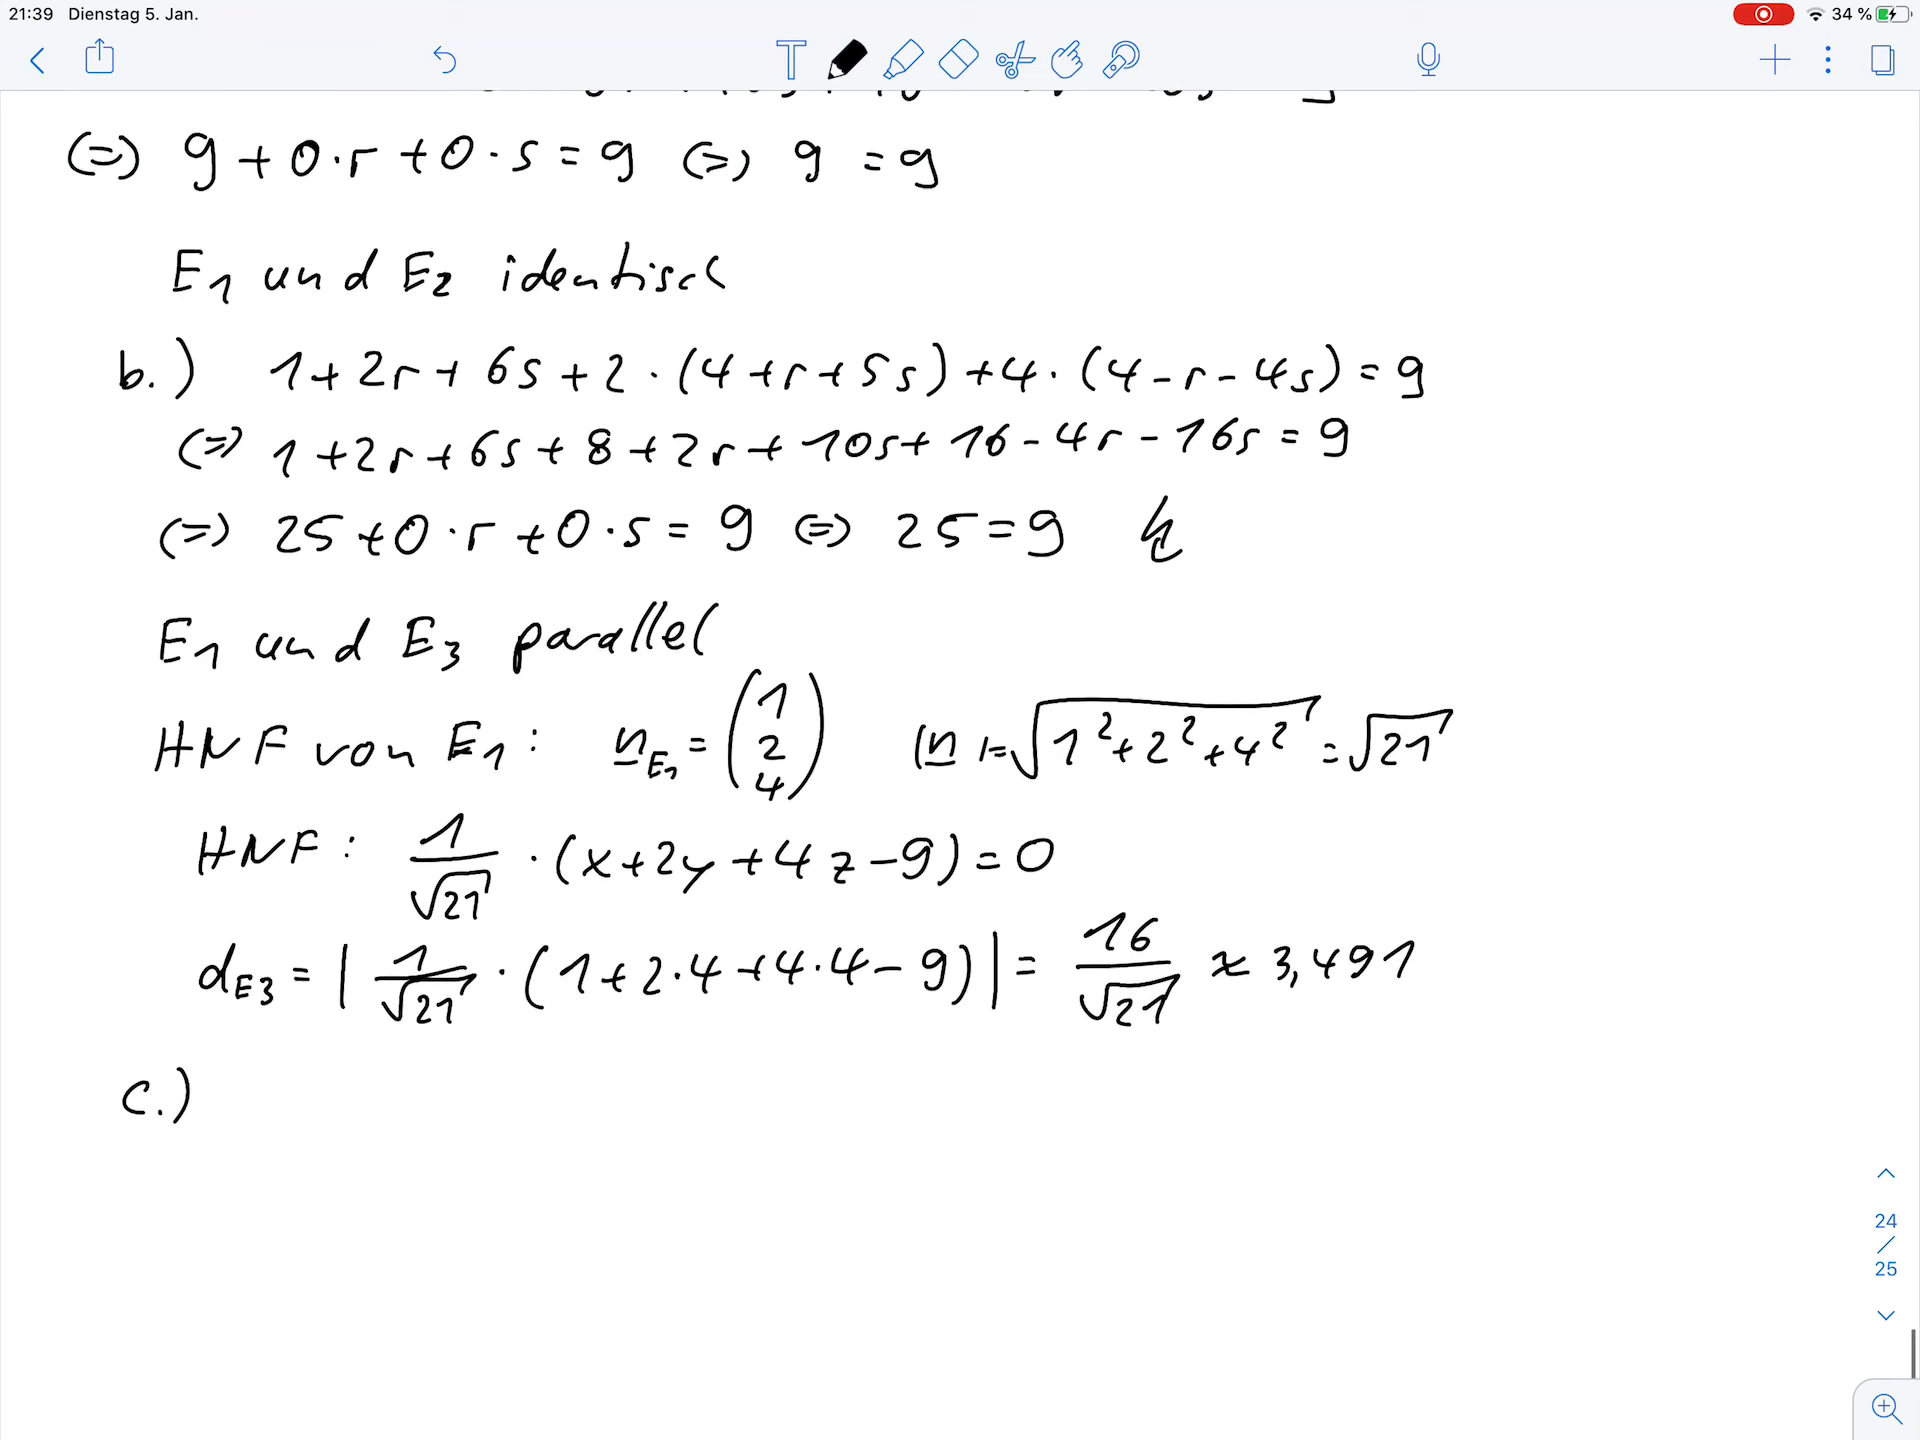 21:39 Dienstag 5. Jan. 34 %
T
(=) 9 + 0·r + 0·s = 9 (=) 9 = 9
E1 und E2 identisch
b.) 1 + 2r + 6s + 2·(4 + r + 5s) + 4·(4 - r - 4s) = 9
(=) 1 + 2r + 6s + 8 + 2r + 10s + 16 - 4r - 16s = 9
(=) 25 + 0·r + 0·s = 9 (=) 25 = 9 ↯
E1 und E3 parallel
HNF von E1: n_E1 = (1 2 4) |n| = √(1² + 2² + 4²) = √21
HNF: 1/√21 · (x + 2y + 4z - 9) = 0
d_E3 = | 1/√21 · (1 + 2·4 + 4·4 - 9) | = 16/√21 ≈ 3,491
c.)
24
/
25